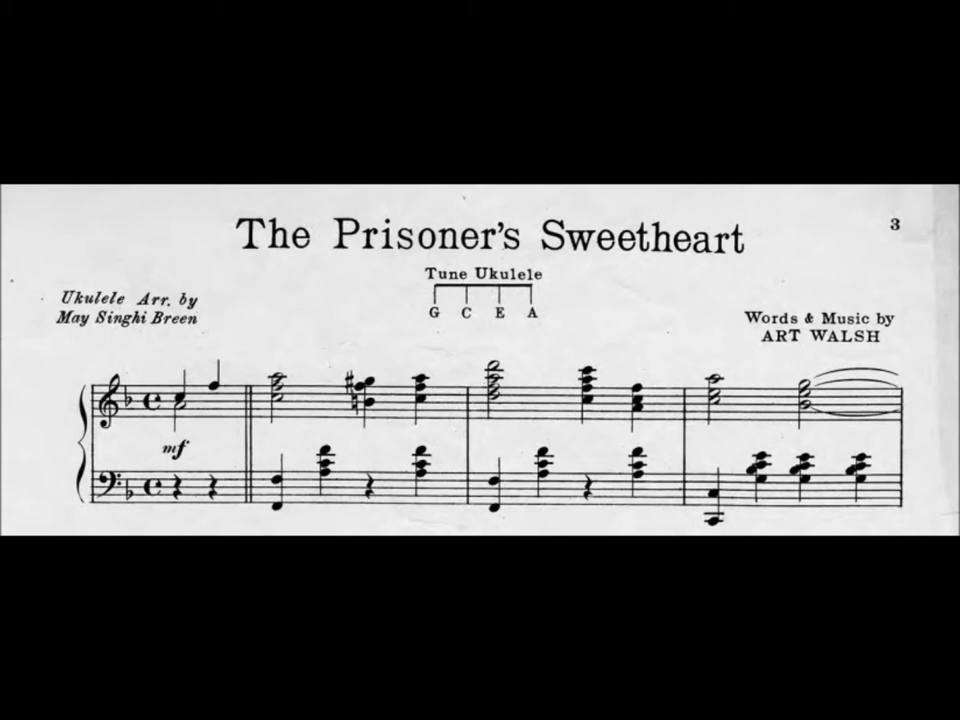 3
The Prisoner's Sweetheart
Tune Ukulele
G C E A
Ukulele Arr. by
May Singhi Breen
Words & Music by
ART WALSH
mf